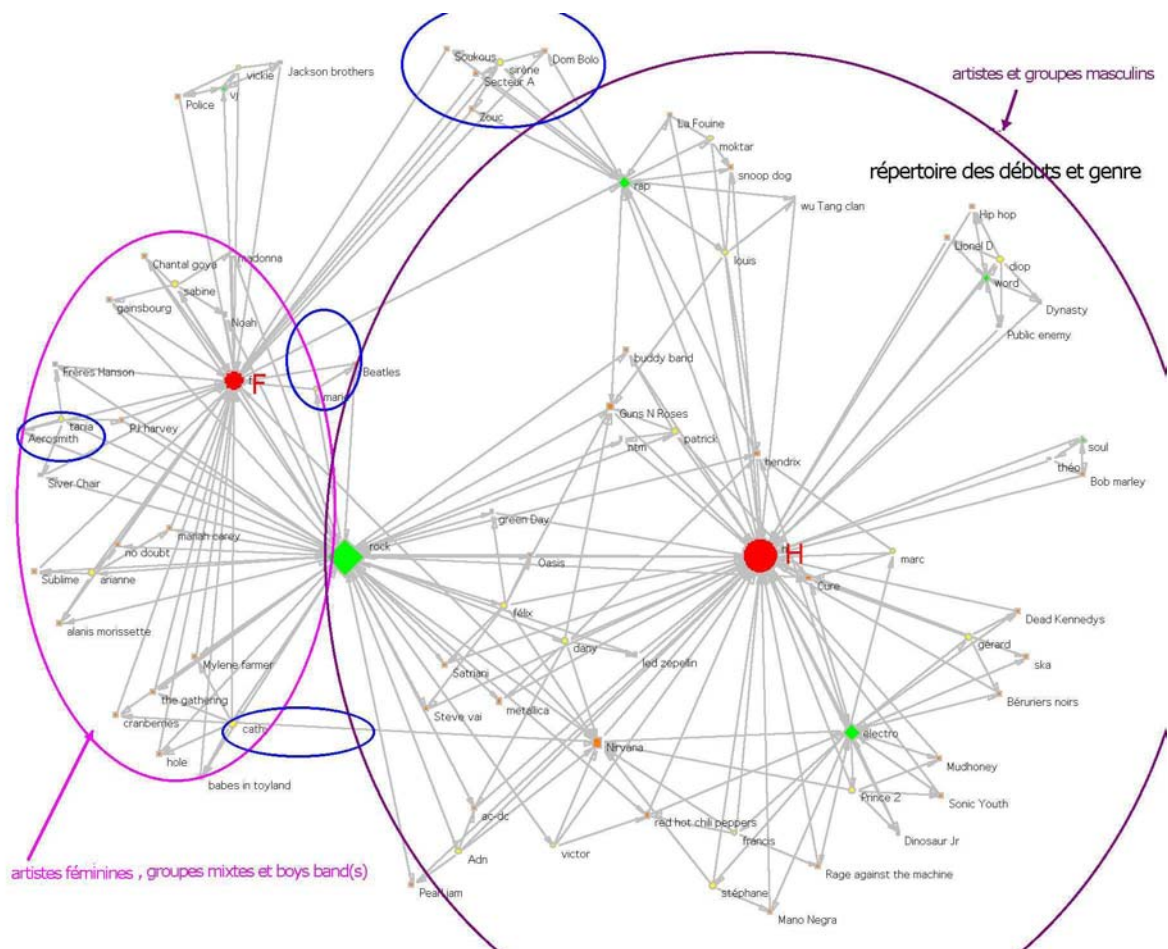 Soukous
Dom Bolo
sirène
Secteur A
Zouc
vickie
Jackson brothers
Police
vj
artistes et groupes masculins
répertoire des débuts et genre
La Fouine
moktar
snoop dog
rap
wu Tang clan
louis
Hip hop
Lionel D
diop
word
Dynasty
Public enemy
Chantal goya
madonna
sabine
gainsbourg
Noah
Frères Hanson
F
Beatles
marie
buddy band
Guns N Roses
patrick
ntm
hendrix
tania
PJ harvey
Aerosmith
Siver Chair
soul
théo
Bob marley
green Day
mariah carey
no doubt
rock
Oasis
H
marc
Cure
Sublime
arianne
félix
alanis morissette
dany
Dead Kennedys
gérard
led zepellin
ska
Mylene farmer
Satriani
the gathering
Steve vai
metallica
Béruriers noirs
cranberries
cathy
électro
Nirvana
hole
babes in toyland
Mudhoney
Prince 2
Sonic Youth
ac-dc
red hot chili peppers
francis
Dinosaur Jr
Adn
victor
artistes féminines , groupes mixtes et boys band(s)
Pearl jam
Rage against the machine
stéphane
Mano Negra